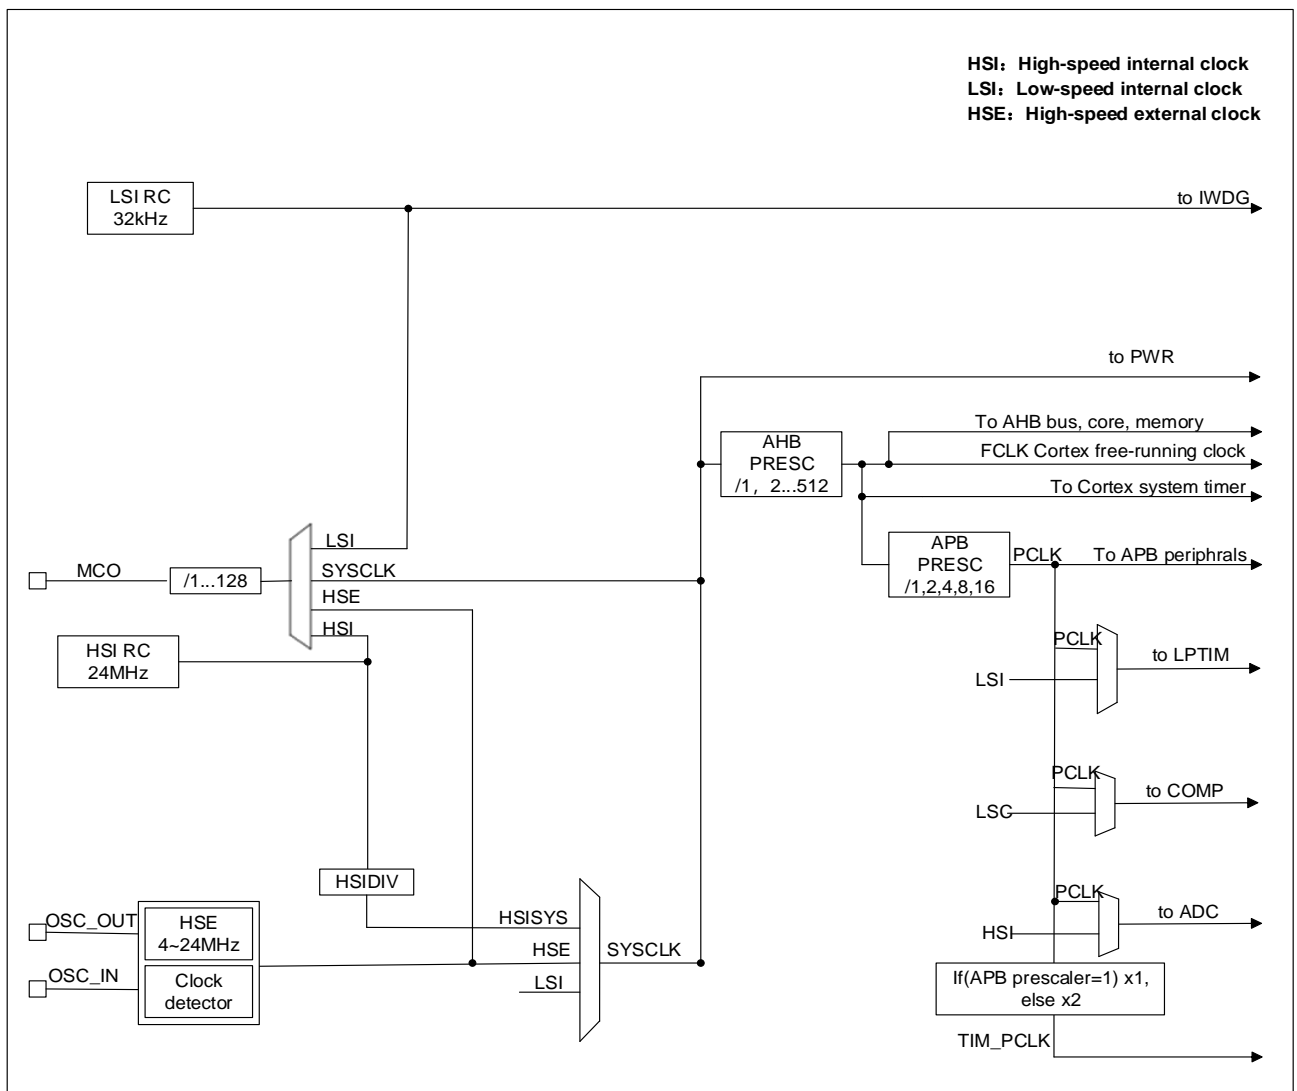 HSI：High-speed internal clock
LSI：Low-speed internal clock
HSE：High-speed external clock
LSI RC
32kHz
to IWDG
to PWR
To AHB bus, core, memory
AHB
PRESC
/1，2...512
FCLK Cortex free-running clock
To Cortex system timer
LSI
APB
PRESC
/1,2,4,8,16
PCLK
To APB periphrals
MCO
/1...128
SYSCLK
HSE
HSI
HSI RC
24MHz
PCLK
to LPTIM
LSI
PCLK
to COMP
LSC
HSIDIV
PCLK
to ADC
HSI
OSC_OUT
HSE
4~24MHz
HSISYS
HSE
SYSCLK
OSC_IN
Clock
detector
LSI
If(APB prescaler=1) x1,
else x2
TIM_PCLK